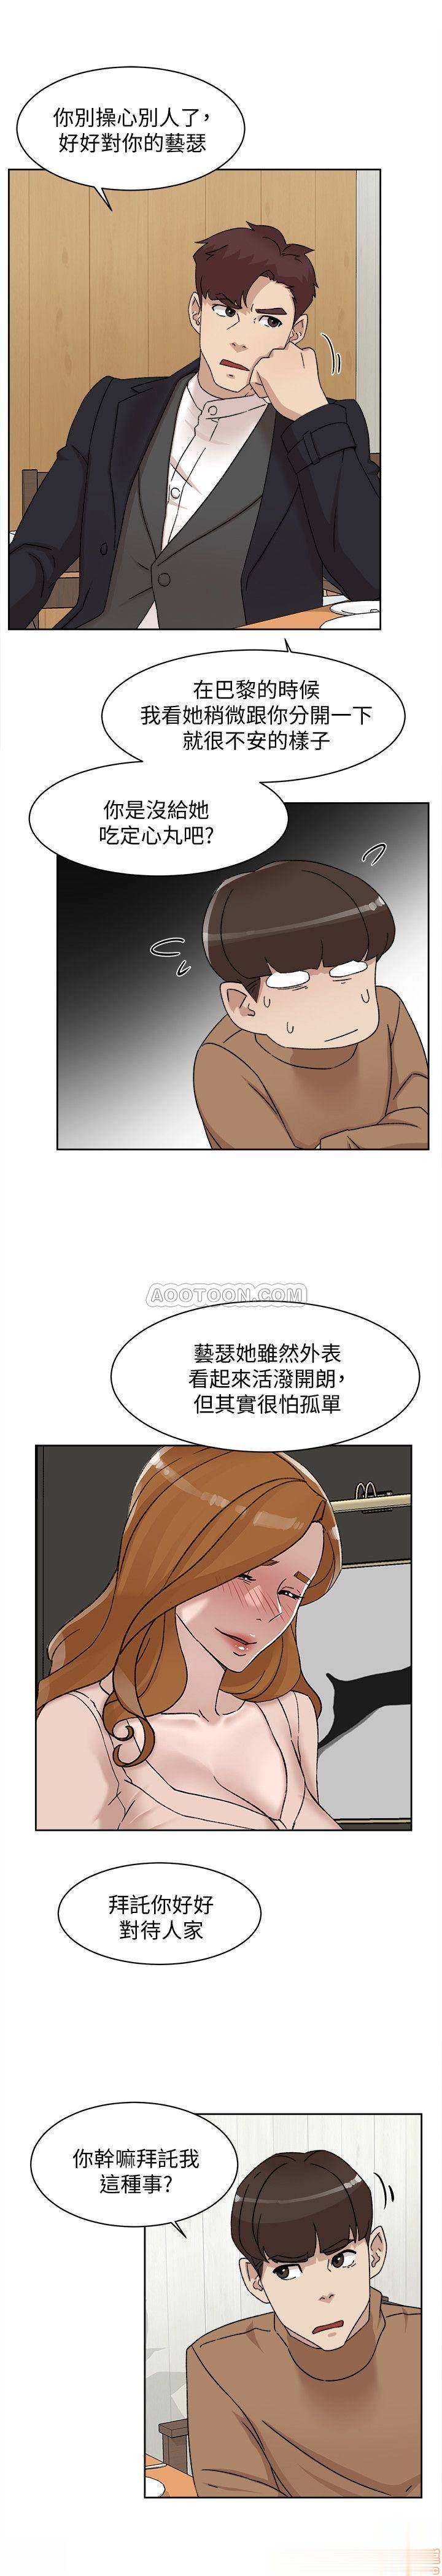 你別操心別人了，
好好對你的藝瑟
在巴黎的時候
我看她稍微跟你分開一下
就很不安的樣子
你是沒給她
吃定心丸吧?
AOOTOON.COM
藝瑟她雖然外表
看起來活潑開朗，
但其實很怕孤單
拜託你好好
對待人家
你幹嘛拜託我
這種事?